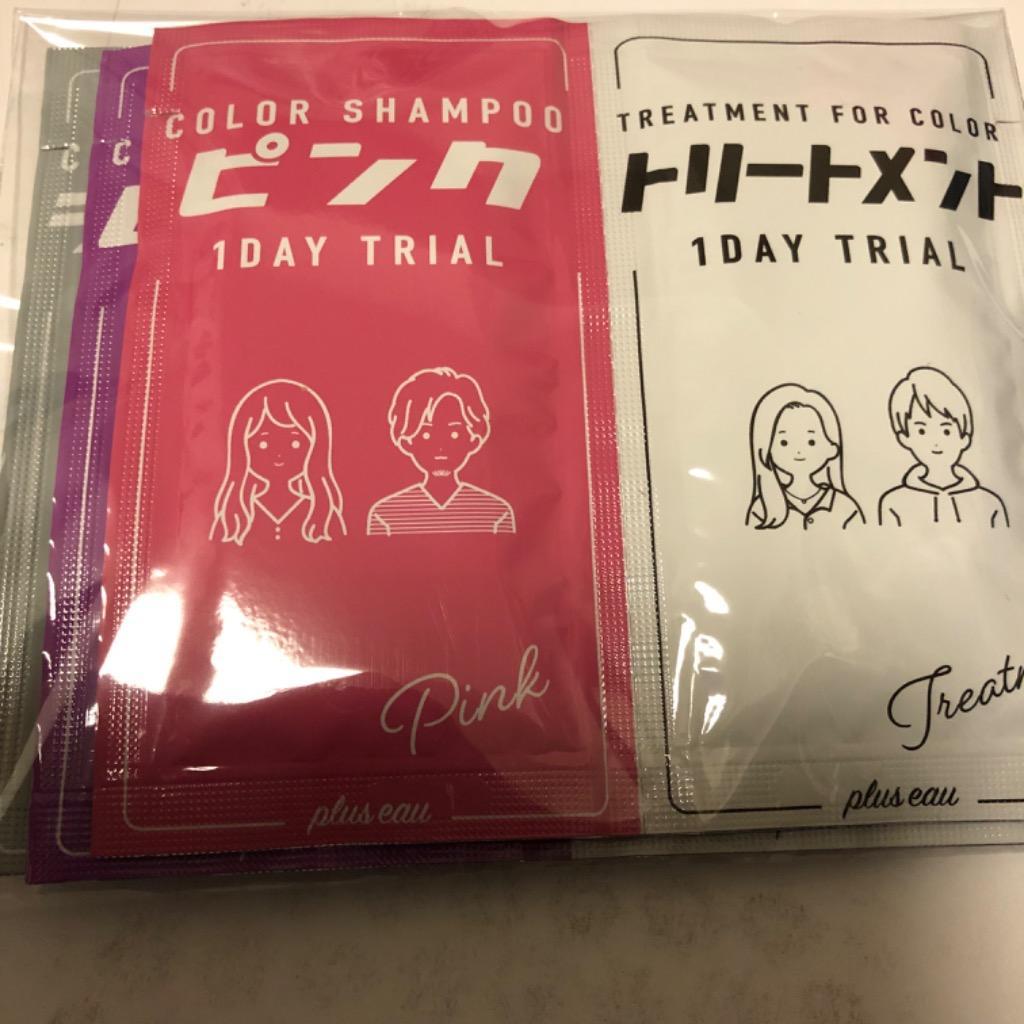 COLOR SHAMPOO
ピンク
1DAY TRIAL
Pink
plus eau
TREATMENT FOR COLOR
トリートメント
1DAY TRIAL
plus eau
C
C